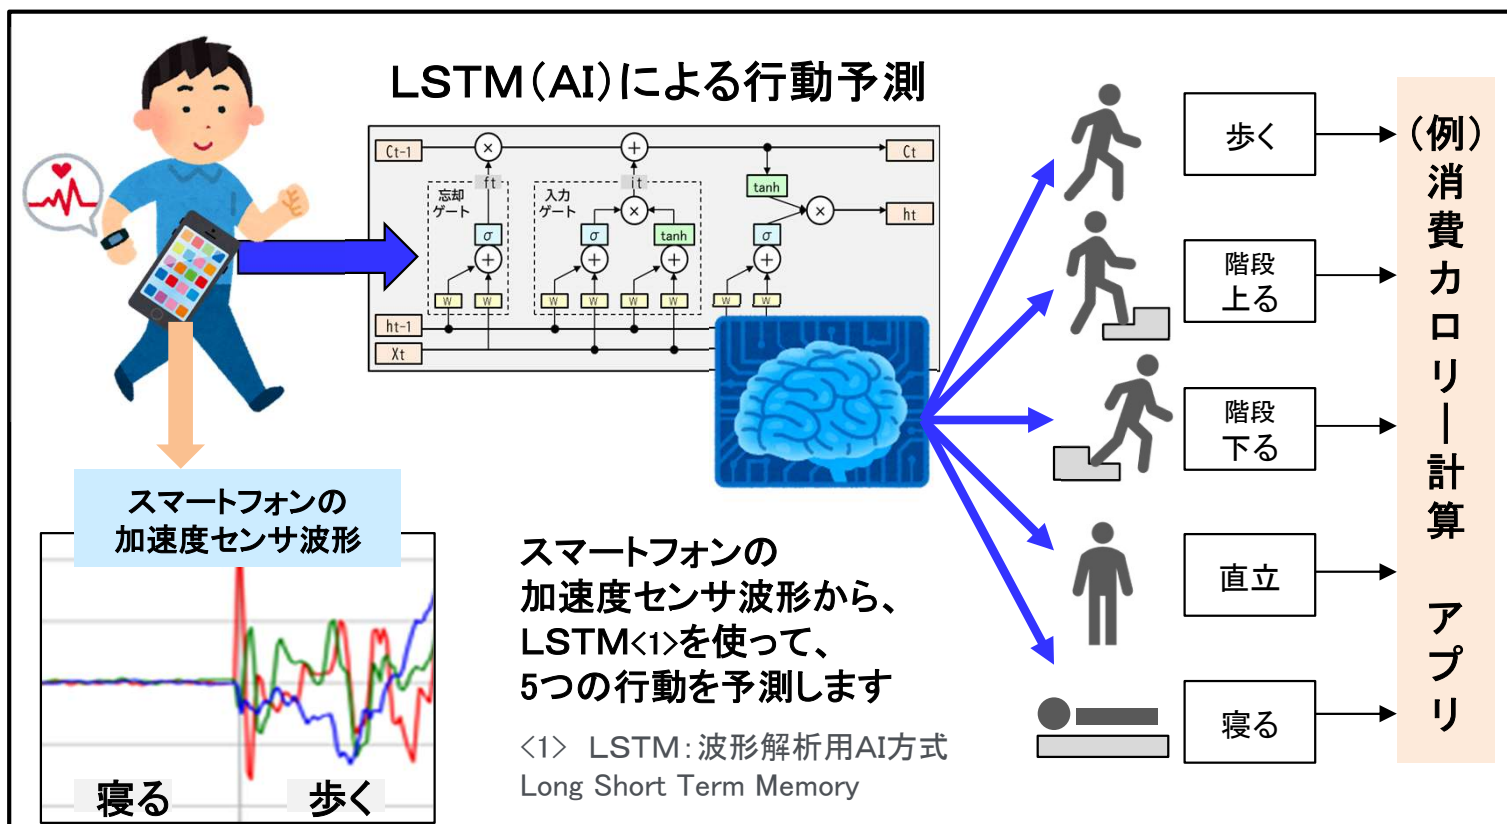 LSTM(AI)による行動予測
Ct-1
×
+
Ct
ft
it
tanh
忘却
ゲート
入力
ゲート
×
×
ht
σ
σ
tanh
σ
+
+
+
+
W
W
W
W
W
W
W
W
ht-1
Xt
歩く
階段
上る
階段
下る
直立
寝る
(例)消費カロリー計算 アプリ
スマートフォンの
加速度センサ波形
寝る
歩く
スマートフォンの
加速度センサ波形から、
LSTM<1>を使って、
5つの行動を予測します
<1> LSTM:波形解析用AI方式
Long Short Term Memory